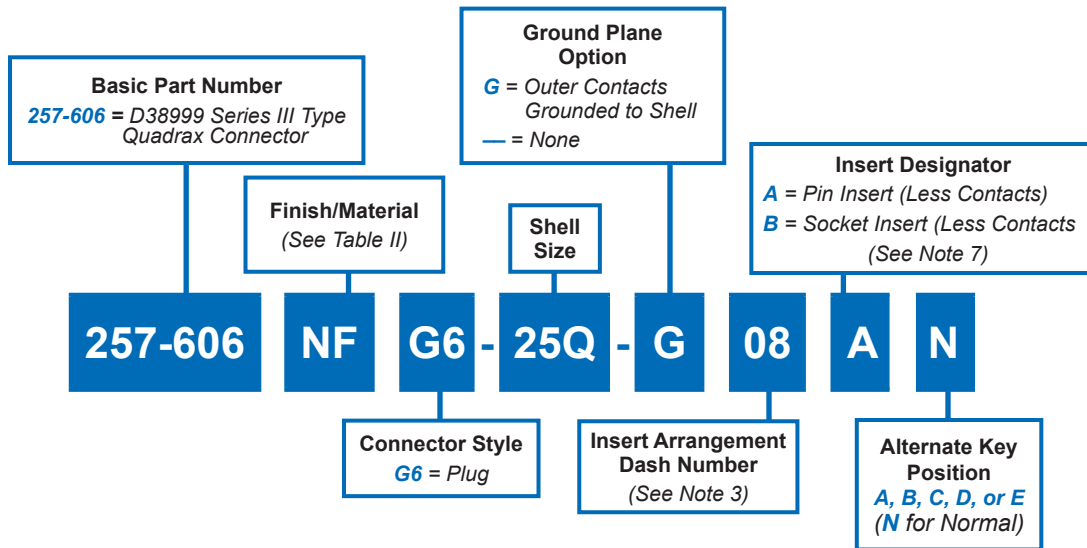 Ground Plane
Option
G = Outer Contacts
Grounded to Shell
— = None
Basic Part Number
257-606 = D38999 Series III Type
Quadrax Connector
Finish/Material
(See Table II)
Shell
Size
Insert Designator
A = Pin Insert (Less Contacts)
B = Socket Insert (Less Contacts
(See Note 7)
257-606 NF G6 - 25Q - G 08 A N
Connector Style
G6 = Plug
Insert Arrangement
Dash Number
(See Note 3)
Alternate Key
Position
A, B, C, D, or E
(N for Normal)